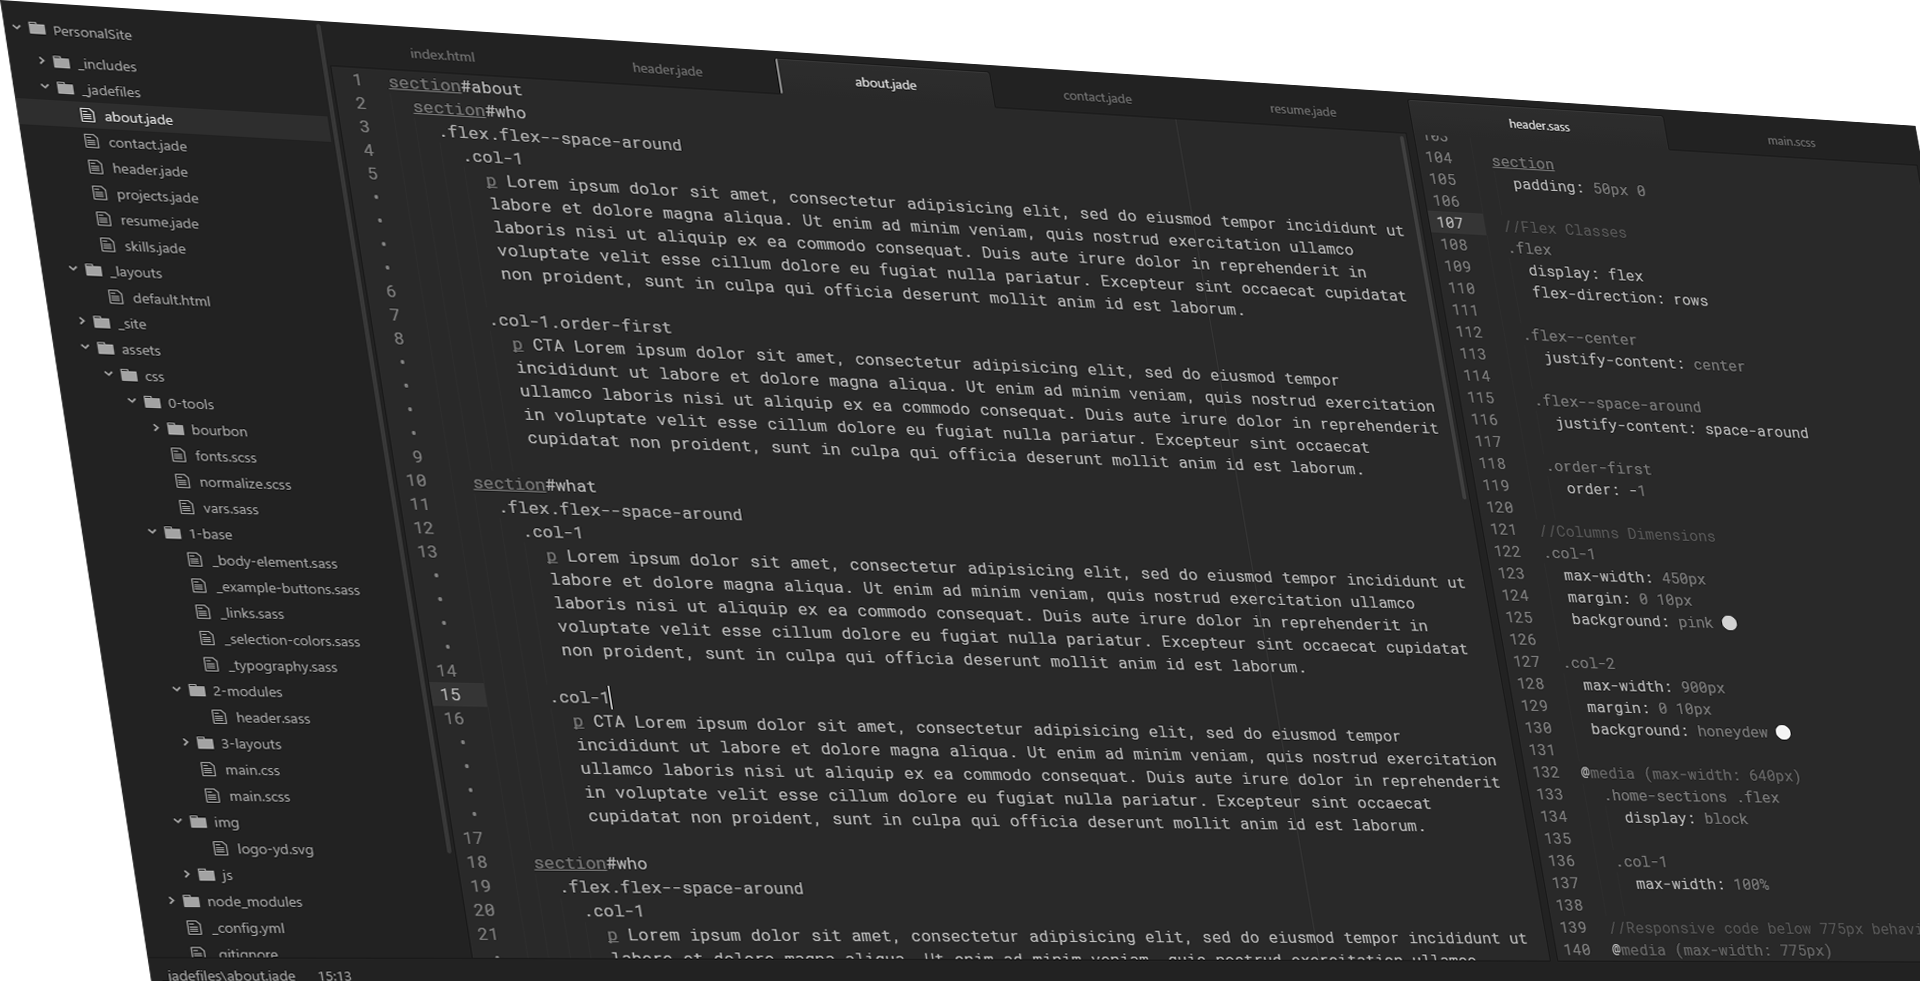 PersonalSite
_includes
_jadefiles
about.jade
contact.jade
header.jade
projects.jade
resume.jade
skills.jade
_layouts
default.html
_site
assets
css
0-tools
bourbon
fonts.scss
normalize.scss
vars.sass
1-base
_body-element.sass
_example-buttons.sass
_links.sass
_selection-colors.sass
_typography.sass
2-modules
header.sass
3-layouts
main.css
main.scss
img
logo-yd.svg
js
node_modules
_config.yml
.gitignore
jadefiles\about.jade 15:13
index.html header.jade about.jade contact.jade resume.jade
1 section#about
2 section#who
3 .flex.flex--space-around
4 .col-1
5 p Lorem ipsum dolor sit amet, consectetur adipisicing elit, sed do eiusmod tempor incididunt ut
• labore et dolore magna aliqua. Ut enim ad minim veniam, quis nostrud exercitation ullamco
• laboris nisi ut aliquip ex ea commodo consequat. Duis aute irure dolor in reprehenderit in
• voluptate velit esse cillum dolore eu fugiat nulla pariatur. Excepteur sint occaecat cupidatat
• non proident, sunt in culpa qui officia deserunt mollit anim id est laborum.
6
7 .col-1.order-first
8 p CTA Lorem ipsum dolor sit amet, consectetur adipisicing elit, sed do eiusmod tempor
• incididunt ut labore et dolore magna aliqua. Ut enim ad minim veniam, quis nostrud exercitation
• ullamco laboris nisi ut aliquip ex ea commodo consequat. Duis aute irure dolor in reprehenderit
• in voluptate velit esse cillum dolore eu fugiat nulla pariatur. Excepteur sint occaecat
• cupidatat non proident, sunt in culpa qui officia deserunt mollit anim id est laborum.
9
10 section#what
11 .flex.flex--space-around
12 .col-1
13 p Lorem ipsum dolor sit amet, consectetur adipisicing elit, sed do eiusmod tempor incididunt ut
• labore et dolore magna aliqua. Ut enim ad minim veniam, quis nostrud exercitation ullamco
• laboris nisi ut aliquip ex ea commodo consequat. Duis aute irure dolor in reprehenderit in
• voluptate velit esse cillum dolore eu fugiat nulla pariatur. Excepteur sint occaecat cupidatat
• non proident, sunt in culpa qui officia deserunt mollit anim id est laborum.
14
15 .col-1
16 p CTA Lorem ipsum dolor sit amet, consectetur adipisicing elit, sed do eiusmod tempor
• incididunt ut labore et dolore magna aliqua. Ut enim ad minim veniam, quis nostrud exercitation
• ullamco laboris nisi ut aliquip ex ea commodo consequat. Duis aute irure dolor in reprehenderit
• in voluptate velit esse cillum dolore eu fugiat nulla pariatur. Excepteur sint occaecat
• cupidatat non proident, sunt in culpa qui officia deserunt mollit anim id est laborum.
17
18 section#who
19 .flex.flex--space-around
20 .col-1
21 p Lorem ipsum dolor sit amet, consectetur adipisicing elit, sed do eiusmod tempor incididunt ut
• labore et dolore magna aliqua. Ut enim ad minim veniam, quis nostrud exercitation ullamco
header.sass main.scss
103
104 section
105 padding: 50px 0
106
107 //Flex Classes
108 .flex
109 display: flex
110 flex-direction: rows
111
112 .flex--center
113 justify-content: center
114
115 .flex--space-around
116 justify-content: space-around
117
118 .order-first
119 order: -1
120
121 //Columns Dimensions
122 .col-1
123 max-width: 450px
124 margin: 0 10px
125 background: pink
126
127 .col-2
128 max-width: 900px
129 margin: 0 10px
130 background: honeydew
131
132 @media (max-width: 640px)
133 .home-sections .flex
134 display: block
135
136 .col-1
137 max-width: 100%
138
139 //Responsive code below 775px behavi
140 @media (max-width: 775px)